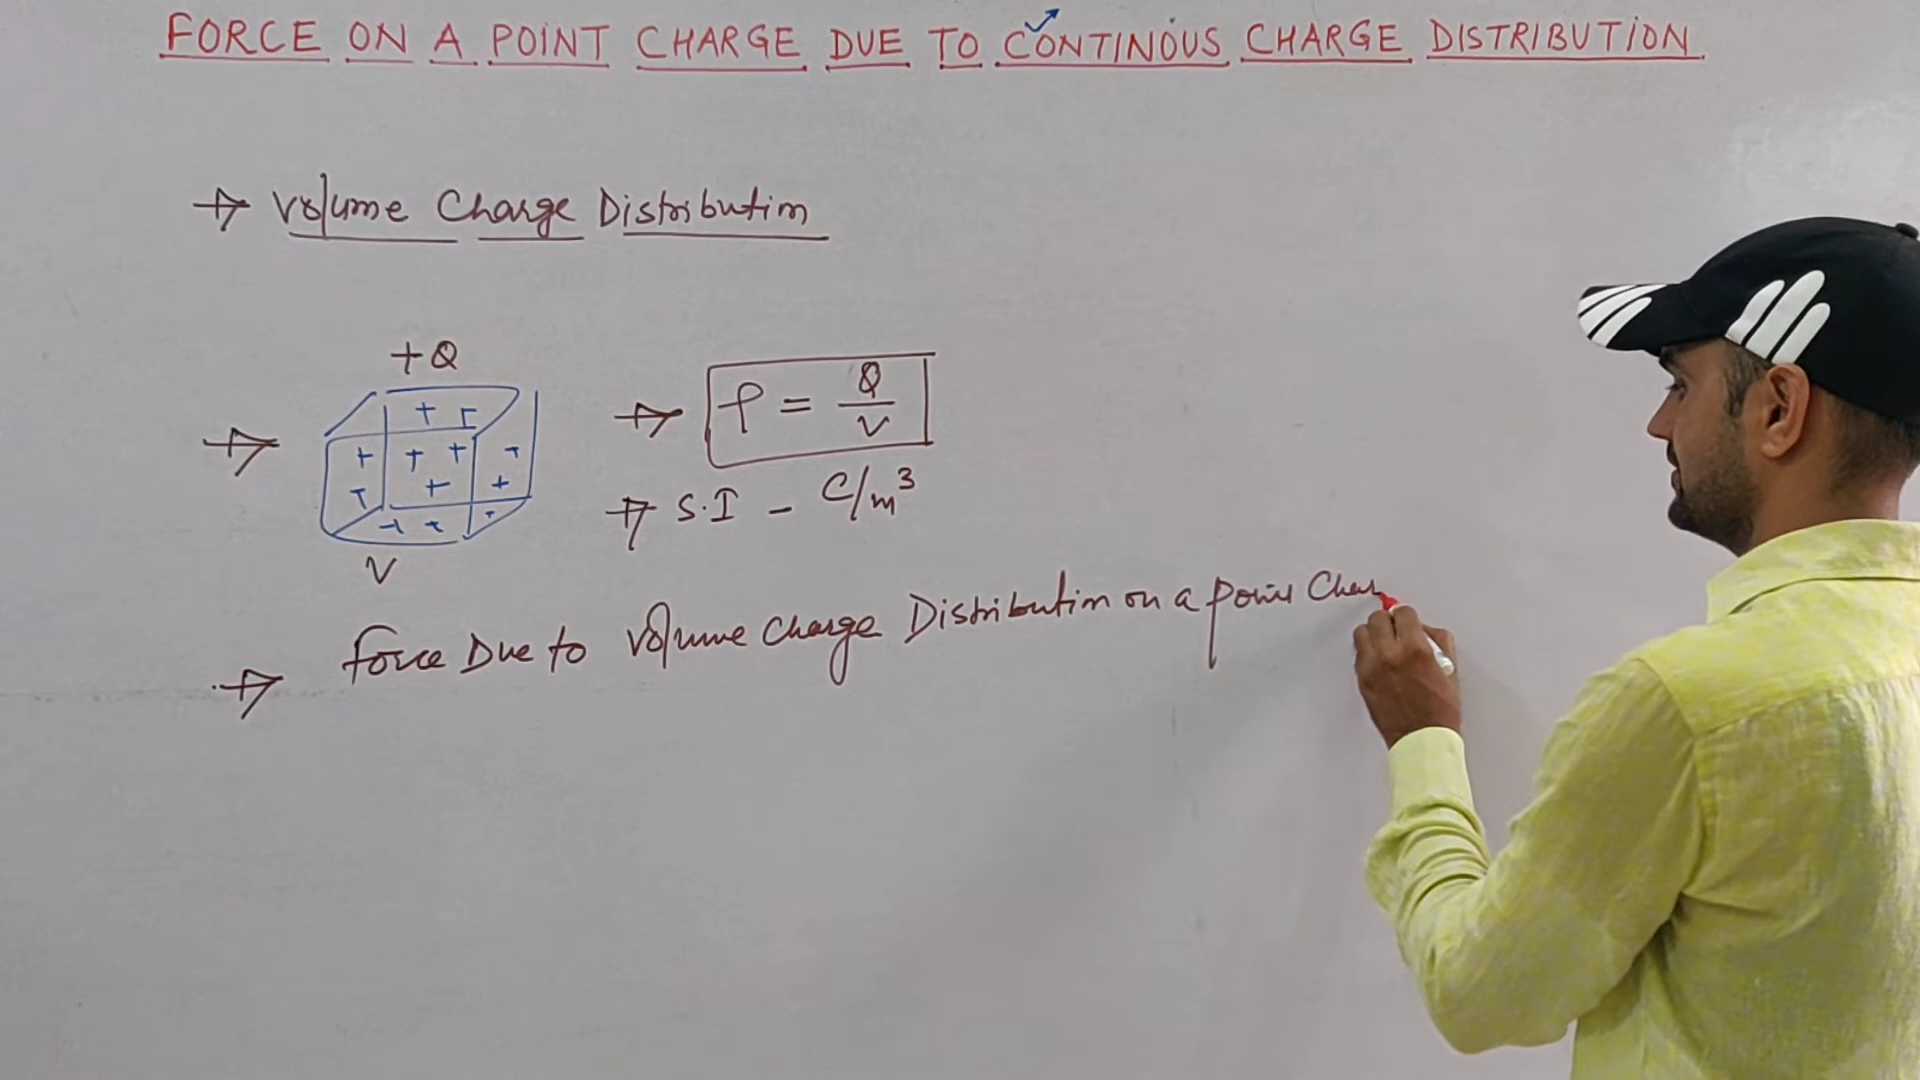 FORCE ON A POINT CHARGE DUE TO CONTINOUS CHARGE DISTRIBUTION
→ Volume Charge Distribution
+Q
→ ρ = Q/V
→ S.I - C/m³
V
→ Force Due to Volume Charge Distribution on a point Char